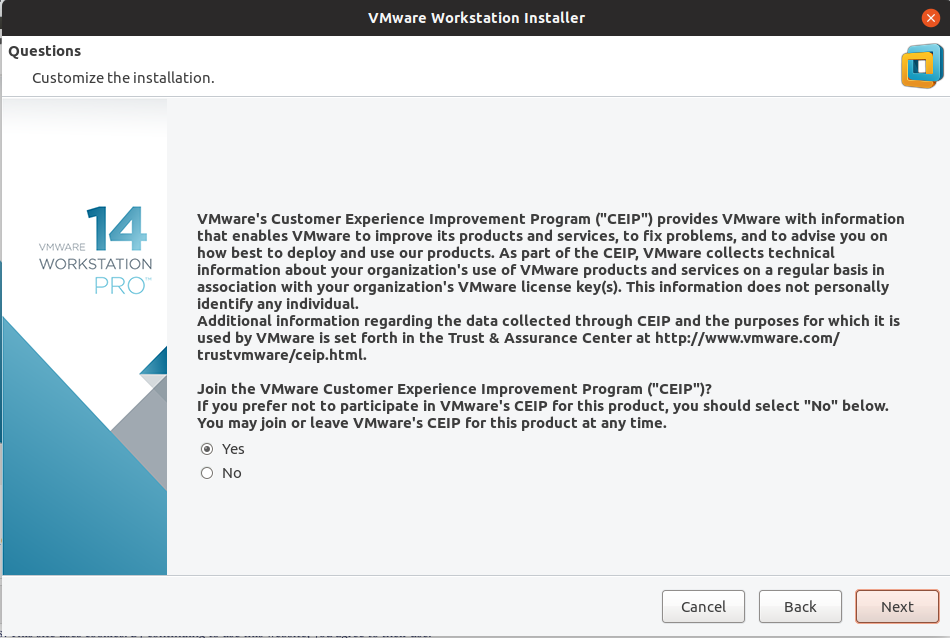 VMware Workstation Installer
Questions
Customize the installation.
14
VMWARE
WORKSTATION
PRO™
VMware's Customer Experience Improvement Program ("CEIP") provides VMware with information
that enables VMware to improve its products and services, to fix problems, and to advise you on
how best to deploy and use our products. As part of the CEIP, VMware collects technical
information about your organization's use of VMware products and services on a regular basis in
association with your organization's VMware license key(s). This information does not personally
identify any individual.
Additional information regarding the data collected through CEIP and the purposes for which it is
used by VMware is set forth in the Trust & Assurance Center at http://www.vmware.com/
trustvmware/ceip.html.
Join the VMware Customer Experience Improvement Program ("CEIP")?
If you prefer not to participate in VMware's CEIP for this product, you should select "No" below.
You may join or leave VMware's CEIP for this product at any time.
Yes
No
Cancel
Back
Next